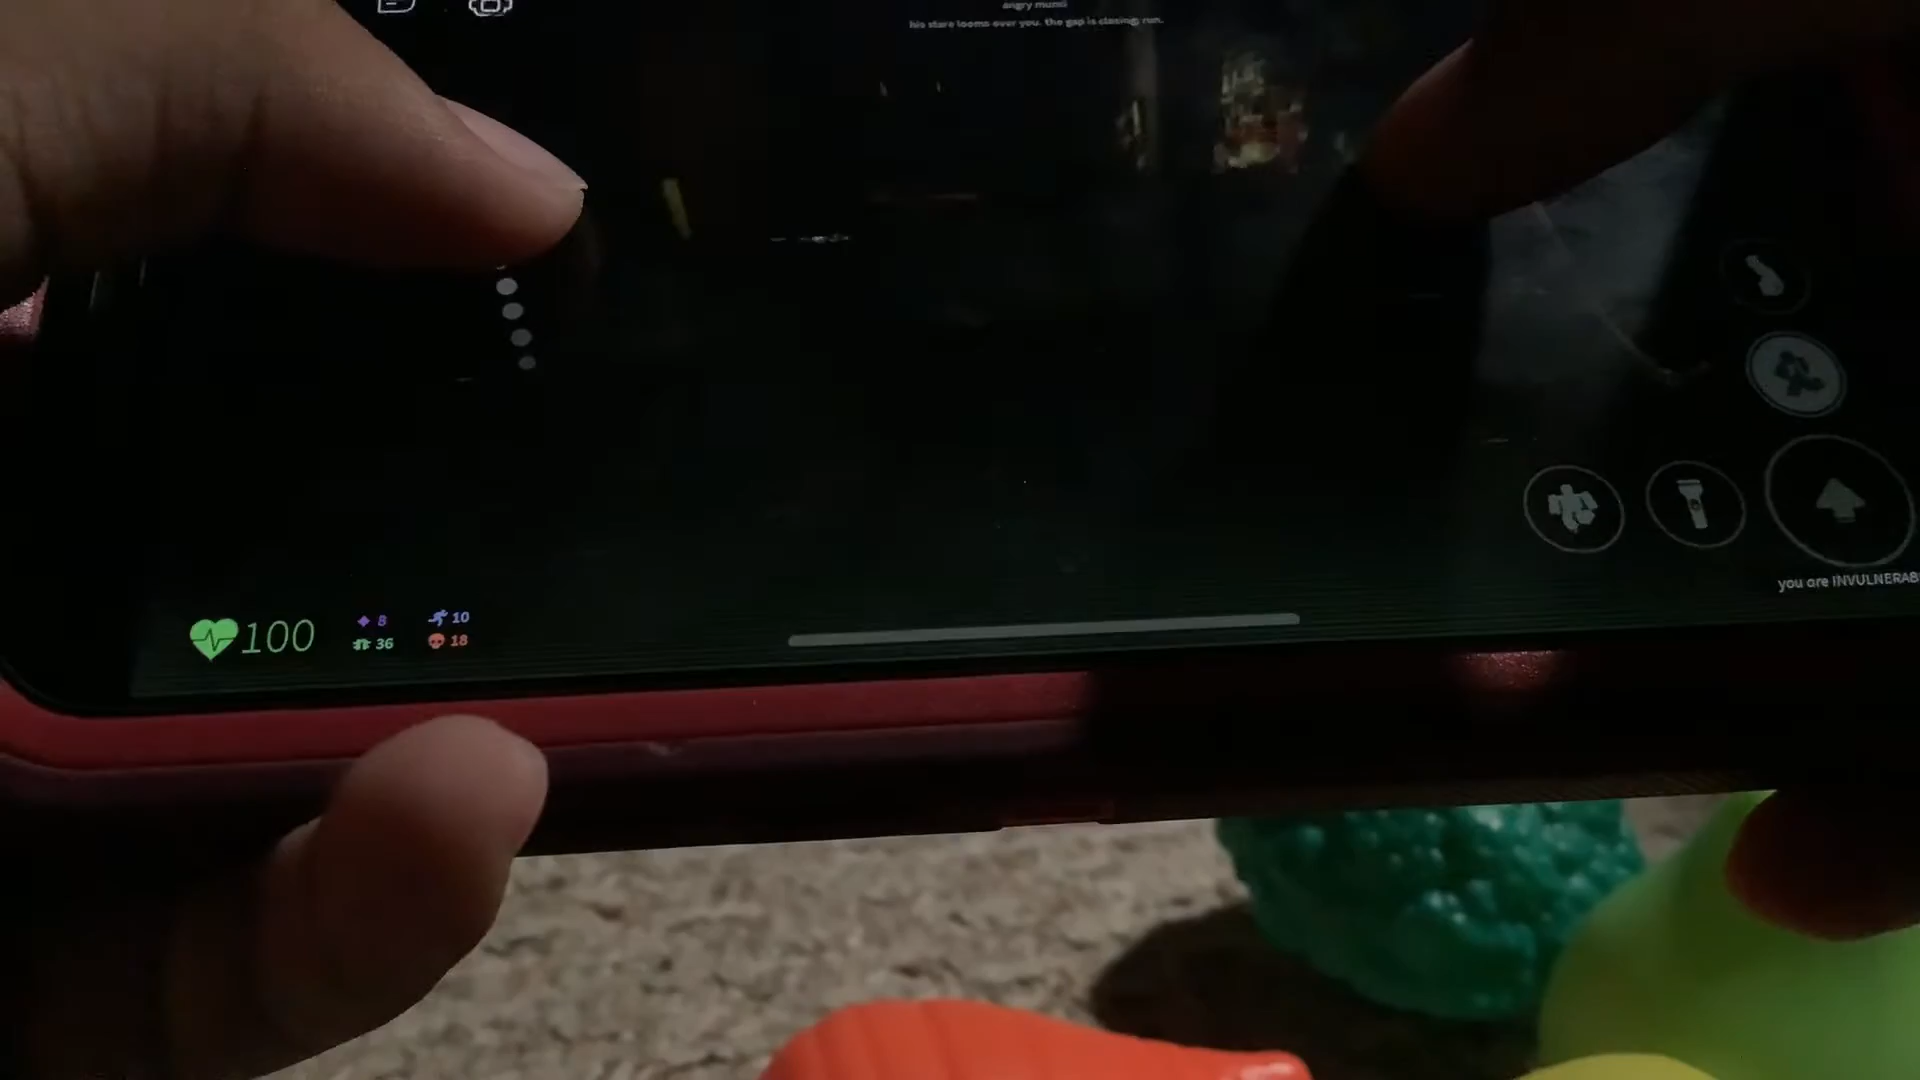 angry munci
his stare looms over you. the gap is closing; run.
you are INVULNERAB
100
8
10
36
18